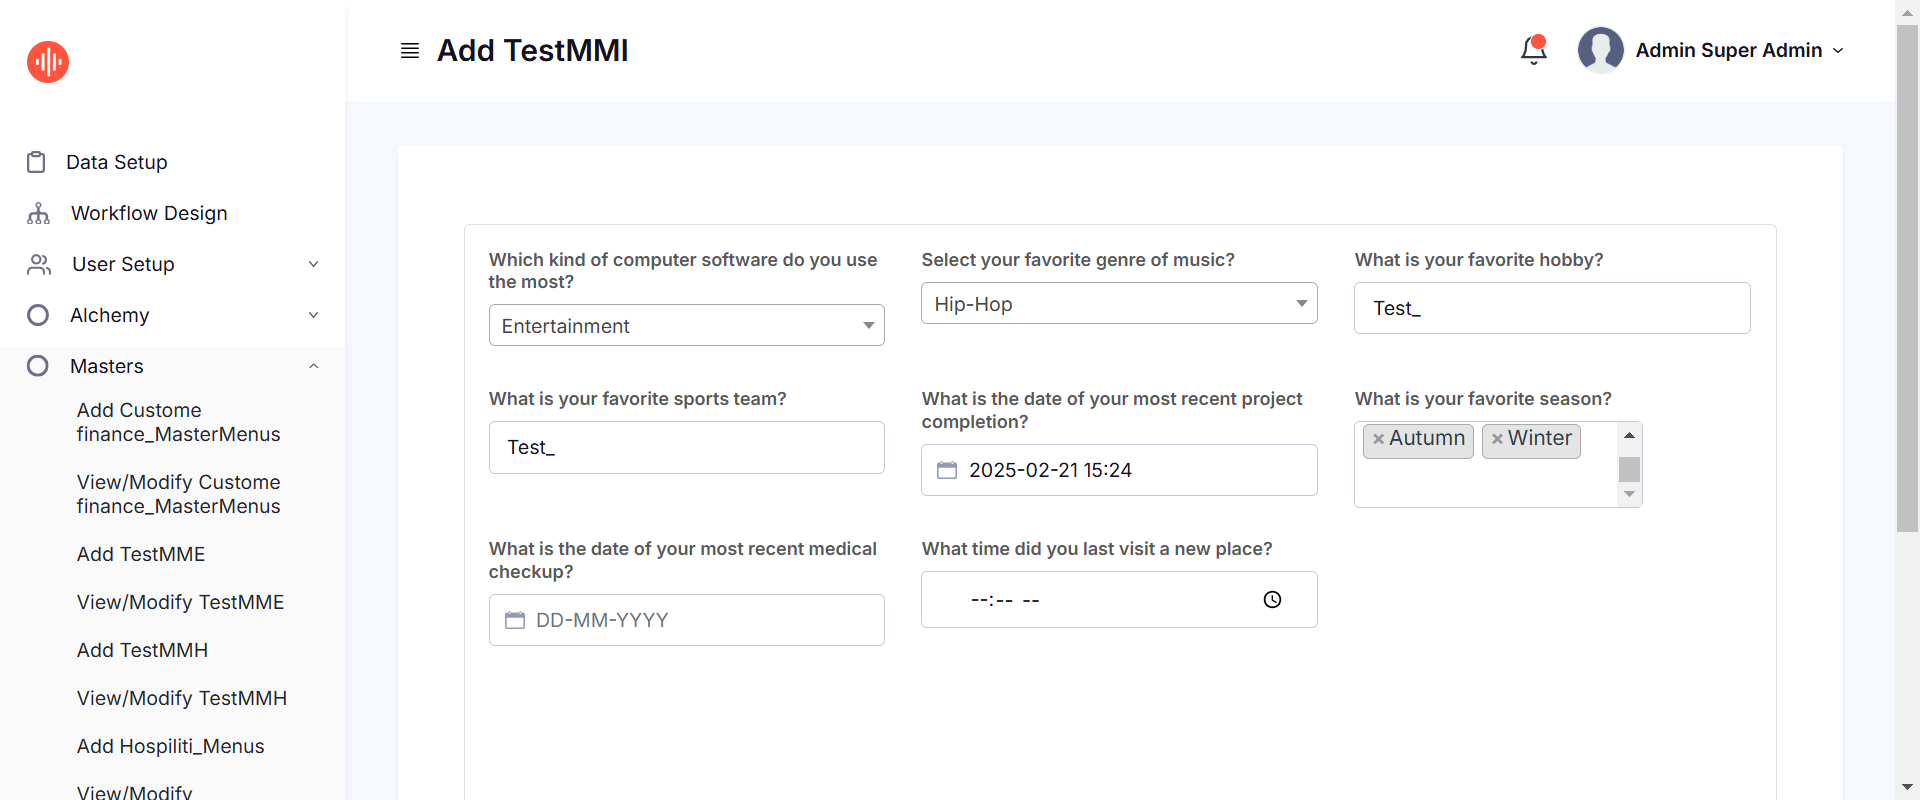 Add TestMMI
Admin Super Admin
Data Setup
Workflow Design
User Setup
Alchemy
Masters
Add Custome
finance_MasterMenus
View/Modify Custome
finance_MasterMenus
Add TestMME
View/Modify TestMME
Add TestMMH
View/Modify TestMMH
Add Hospiliti_Menus
View/Modify
Which kind of computer software do you use
the most?
Entertainment
Select your favorite genre of music?
Hip-Hop
What is your favorite hobby?
Test_
What is your favorite sports team?
Test_
What is the date of your most recent project
completion?
2025-02-21 15:24
What is your favorite season?
× Autumn × Winter
What is the date of your most recent medical
checkup?
DD-MM-YYYY
What time did you last visit a new place?
--:-- --